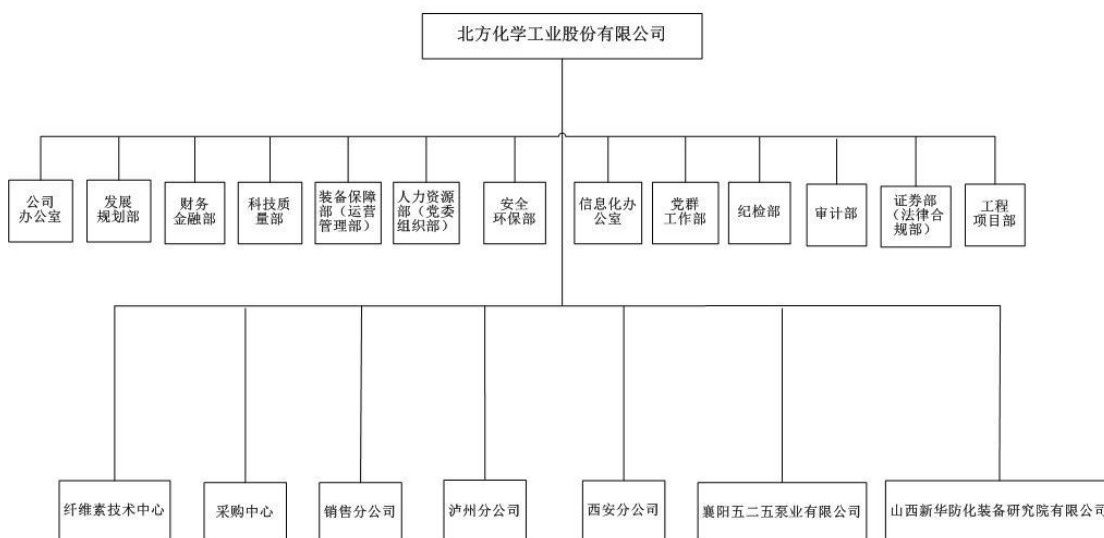 北方化学工业股份有限公司
公司
办公室
发展
规划部
财务
金融部
科技质
量部
装备保障
部（运营
管理部）
人力资源
部（党委
组织部）
安全
环保部
信息化办
公室
党群
工作部
纪检部
审计部
证券部
（法律合
规部）
工程
项目部
纤维素技术中心
采购中心
销售分公司
泸州分公司
西安分公司
襄阳五二五泵业有限公司
山西新华防化装备研究院有限公司